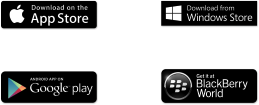 Download on the
App Store
Download from
Windows Store
ANDROID APP ON
Google play
Get it at
BlackBerry
World